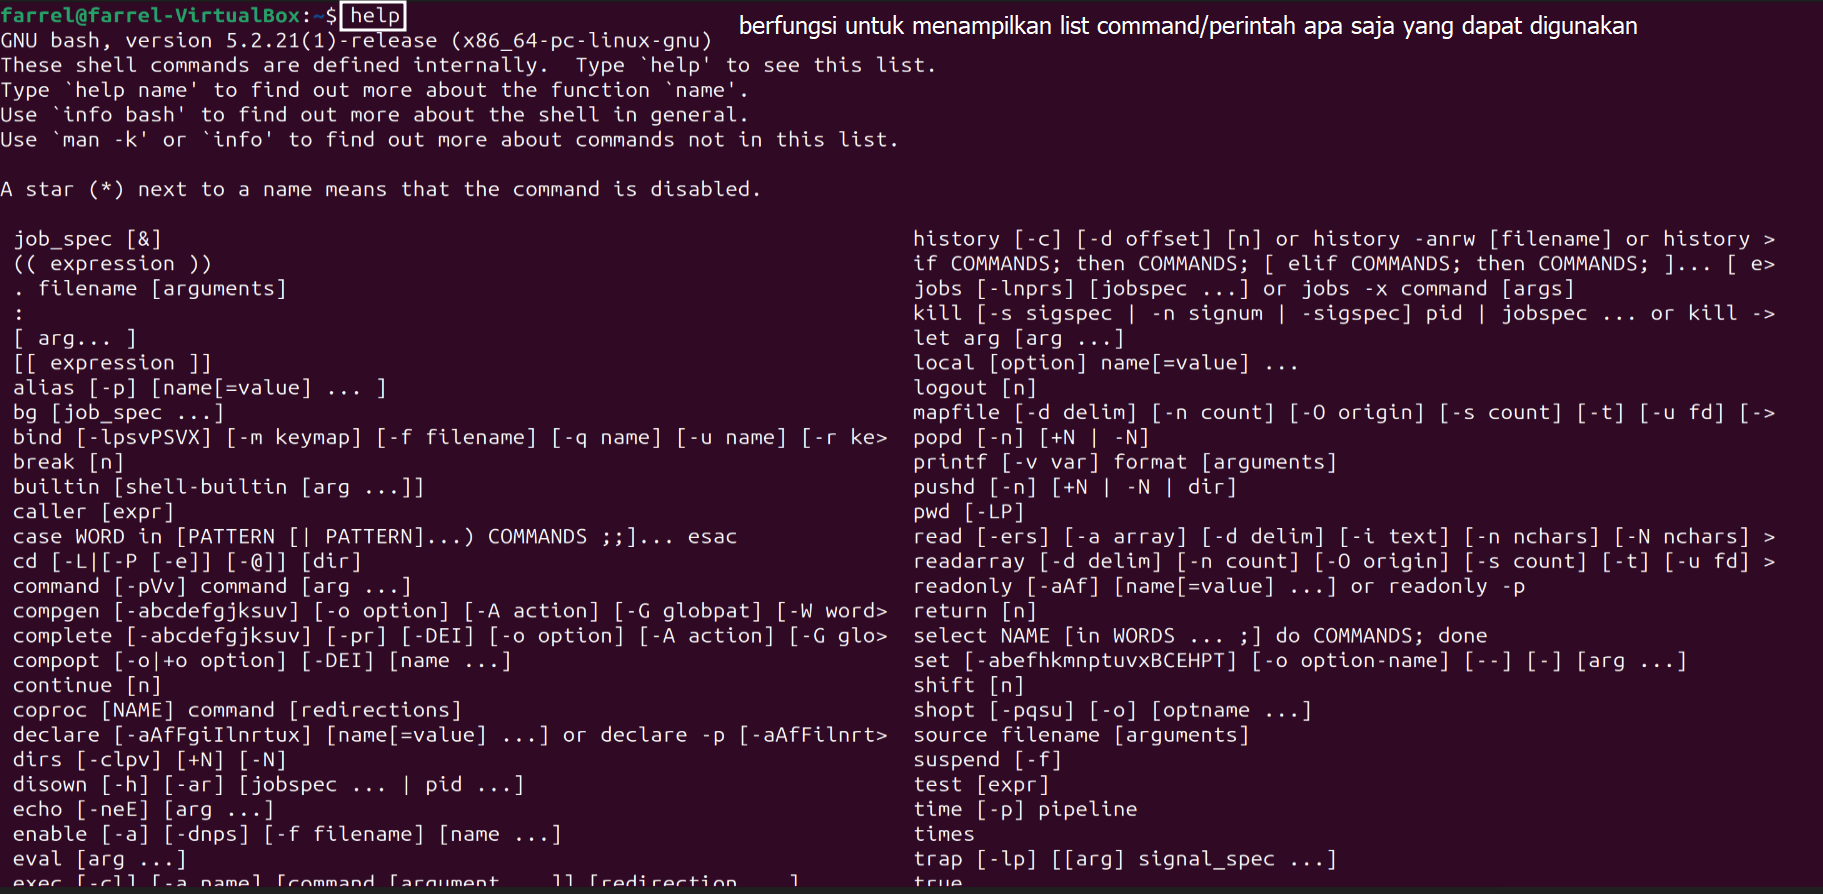 farrel@farrel-VirtualBox:~$ help
berfungsi untuk menampilkan list command/perintah apa saja yang dapat digunakan
GNU bash, version 5.2.21(1)-release (x86_64-pc-linux-gnu)
These shell commands are defined internally.  Type `help' to see this list.
Type `help name' to find out more about the function `name'.
Use `info bash' to find out more about the shell in general.
Use `man -k' or `info' to find out more about commands not in this list.
A star (*) next to a name means that the command is disabled.
job_spec [&]
(( expression ))
. filename [arguments]
:
[ arg... ]
[[ expression ]]
alias [-p] [name[=value] ... ]
bg [job_spec ...]
bind [-lpsvPSVX] [-m keymap] [-f filename] [-q name] [-u name] [-r ke>
break [n]
builtin [shell-builtin [arg ...]]
caller [expr]
case WORD in [PATTERN [| PATTERN]...) COMMANDS ;;]... esac
cd [-L|[-P [-e]] [-@]] [dir]
command [-pVv] command [arg ...]
compgen [-abcdefgjksuv] [-o option] [-A action] [-G globpat] [-W word>
complete [-abcdefgjksuv] [-pr] [-DEI] [-o option] [-A action] [-G glo>
compopt [-o|+o option] [-DEI] [name ...]
continue [n]
coproc [NAME] command [redirections]
declare [-aAfFgiIlnrtux] [name[=value] ...] or declare -p [-aAfFilnrt>
dirs [-clpv] [+N] [-N]
disown [-h] [-ar] [jobspec ... | pid ...]
echo [-neE] [arg ...]
enable [-a] [-dnps] [-f filename] [name ...]
eval [arg ...]
exec [-cl] [-a name] [command [argument ...]] [redirection ...]
history [-c] [-d offset] [n] or history -anrw [filename] or history >
if COMMANDS; then COMMANDS; [ elif COMMANDS; then COMMANDS; ]... [ e>
jobs [-lnprs] [jobspec ...] or jobs -x command [args]
kill [-s sigspec | -n signum | -sigspec] pid | jobspec ... or kill ->
let arg [arg ...]
local [option] name[=value] ...
logout [n]
mapfile [-d delim] [-n count] [-O origin] [-s count] [-t] [-u fd] [->
popd [-n] [+N | -N]
printf [-v var] format [arguments]
pushd [-n] [+N | -N | dir]
pwd [-LP]
read [-ers] [-a array] [-d delim] [-i text] [-n nchars] [-N nchars] >
readarray [-d delim] [-n count] [-O origin] [-s count] [-t] [-u fd] >
readonly [-aAf] [name[=value] ...] or readonly -p
return [n]
select NAME [in WORDS ... ;] do COMMANDS; done
set [-abefhkmnptuvxBCEHPT] [-o option-name] [--] [-] [arg ...]
shift [n]
shopt [-pqsu] [-o] [optname ...]
source filename [arguments]
suspend [-f]
test [expr]
time [-p] pipeline
times
trap [-lp] [[arg] signal_spec ...]
true